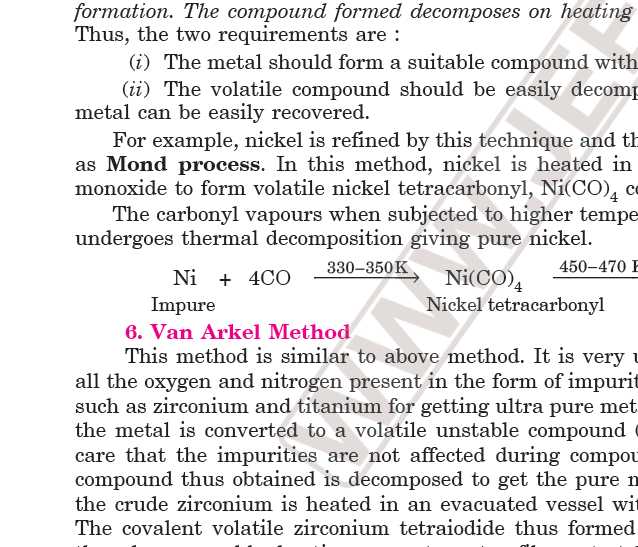 formation. The compound formed decomposes on heating
Thus, the two requirements are :
(i) The metal should form a suitable compound with
(ii) The volatile compound should be easily decomp
metal can be easily recovered.
For example, nickel is refined by this technique and th
as Mond process. In this method, nickel is heated in
monoxide to form volatile nickel tetracarbonyl, Ni(CO)4 c
The carbonyl vapours when subjected to higher tempe
undergoes thermal decomposition giving pure nickel.
Ni + 4CO 330–350K → Ni(CO)4 450–470 K
Impure Nickel tetracarbonyl
6. Van Arkel Method
This method is similar to above method. It is very u
all the oxygen and nitrogen present in the form of impurit
such as zirconium and titanium for getting ultra pure met
the metal is converted to a volatile unstable compound (
care that the impurities are not affected during compou
compound thus obtained is decomposed to get the pure m
the crude zirconium is heated in an evacuated vessel wit
The covalent volatile zirconium tetraiodide thus formed